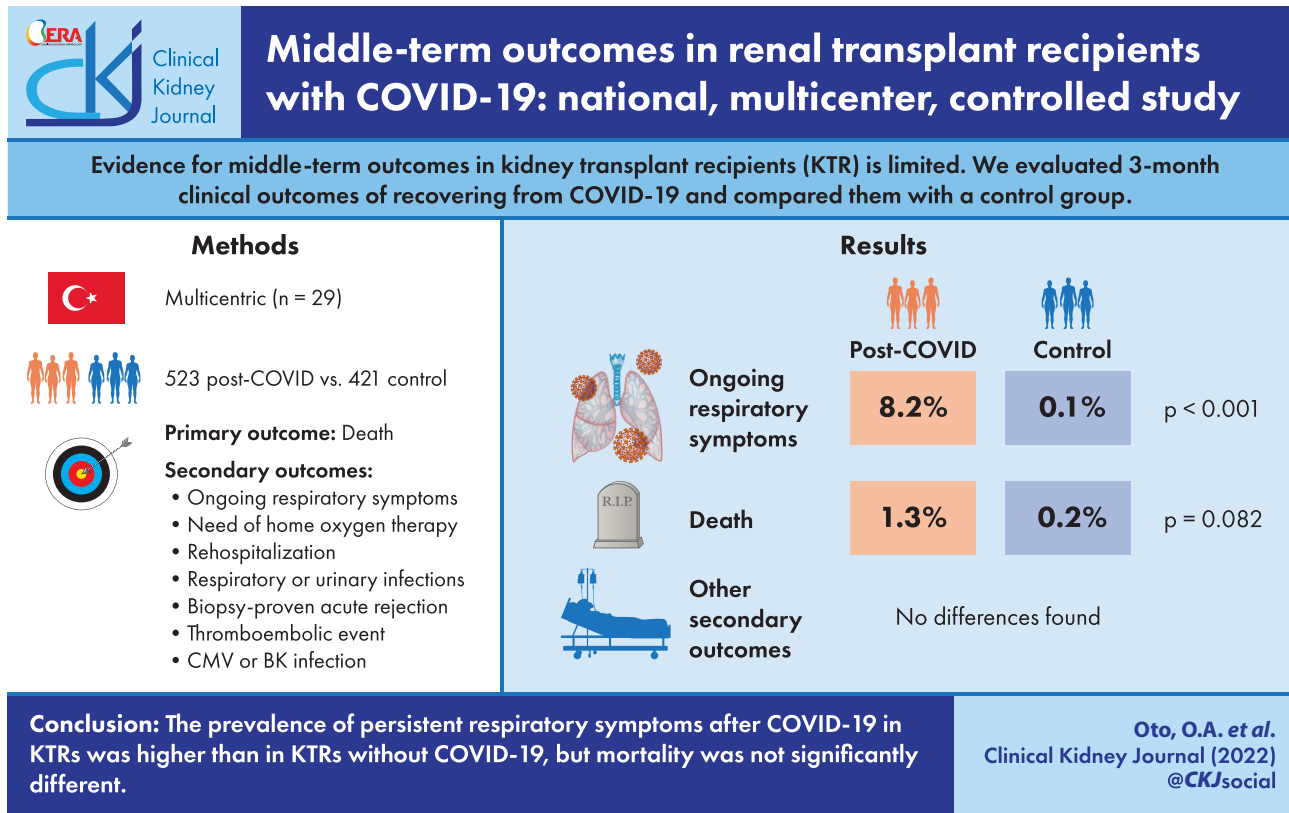 ERA
CKJ
Clinical
Kidney
Journal
Middle-term outcomes in renal transplant recipients
with COVID-19: national, multicenter, controlled study
Evidence for middle-term outcomes in kidney transplant recipients (KTR) is limited. We evaluated 3-month
clinical outcomes of recovering from COVID-19 and compared them with a control group.
Methods
Multicentric (n = 29)
523 post-COVID vs. 421 control
Primary outcome: Death
Secondary outcomes:
• Ongoing respiratory symptoms
• Need of home oxygen therapy
• Rehospitalization
• Respiratory or urinary infections
• Biopsy-proven acute rejection
• Thromboembolic event
• CMV or BK infection
Results
Post-COVID Control
Ongoing
respiratory
symptoms
8.2% 0.1% p < 0.001
R.I.P.
Death 1.3% 0.2% p = 0.082
Other
secondary
outcomes
No differences found
Conclusion: The prevalence of persistent respiratory symptoms after COVID-19 in
KTRs was higher than in KTRs without COVID-19, but mortality was not significantly
different.
Oto, O.A. et al.
Clinical Kidney Journal (2022)
@CKJsocial